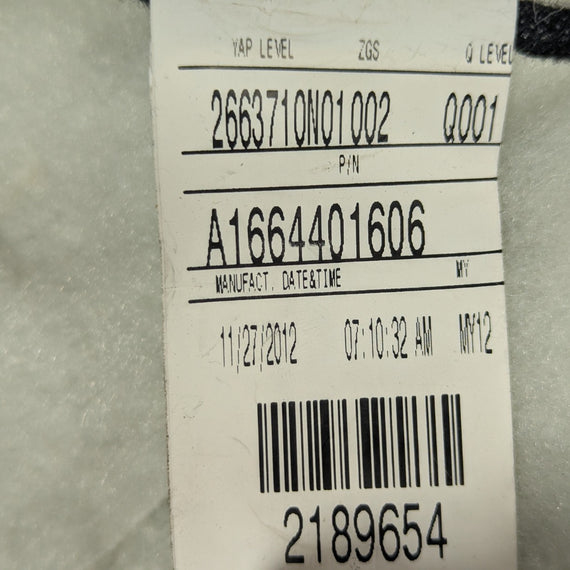 YAP LEVEL ZGS Q LEVEL
2663710N01002 Q001
P/N
A1664401606
MANUFACT. DATE&TIME MY
11/27/2012 07:10:32 AM MY12
2189654